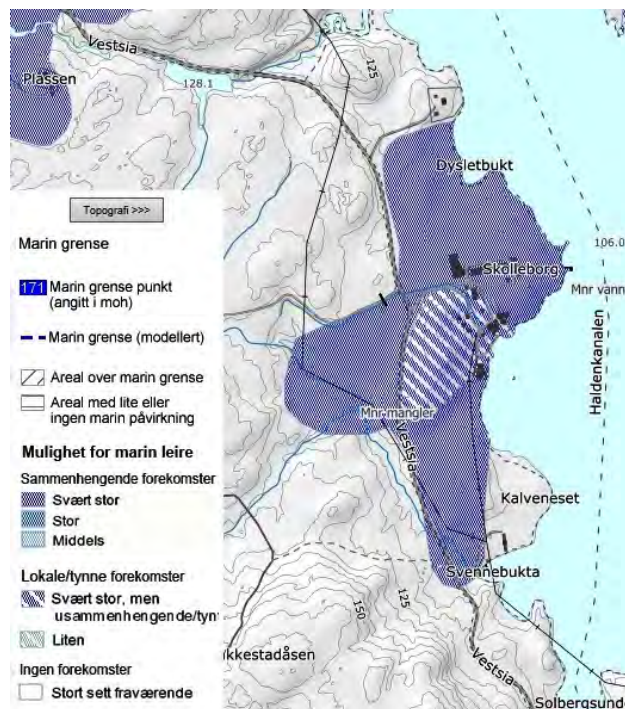 Vestsia
125
Plassen
128.1
Dysletbukt
Topografi >>>
Marin grense
106.0
Skolleborg
171 Marin grense punkt
(angitt i moh)
Mnr vann
Marin grense (modellert)
Haldenkanalen
Areal over marin grense
Areal med lite eller
ingen marin påvirkning
Mnr mangler
Vestsia
Mulighet for marin leire
Sammenhengende forekomster
Svært stor
Stor
Middels
Kalveneset
Lokale/tynne forekomster
Svært stor, men
usammenhengende/tyn
Liten
Svennebukta
125
150
kkestadåsen
Ingen forekomster
Stort sett fraværende
Vestsia
Solbergsund